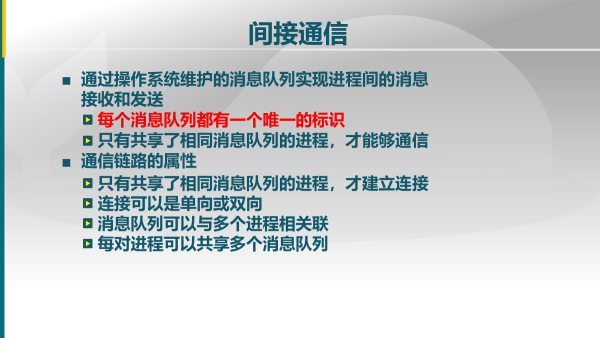 间接通信
通过操作系统维护的消息队列实现进程间的消息
接收和发送
每个消息队列都有一个唯一的标识
只有共享了相同消息队列的进程，才能够通信
通信链路的属性
只有共享了相同消息队列的进程，才建立连接
连接可以是单向或双向
消息队列可以与多个进程相关联
每对进程可以共享多个消息队列